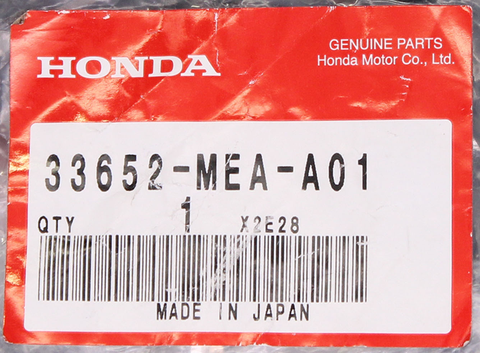 HONDA
GENUINE PARTS
Honda Motor Co., Ltd.
33652-MEA-A01
QTY 1 X2E28
MADE IN JAPAN